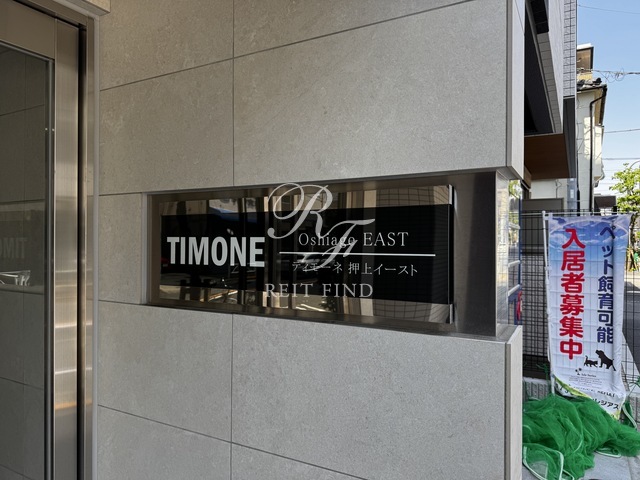 TIMONE
Oshiage EAST
ティモーネ 押上イースト
RF
REIT FIND
ペット飼育可能
入居者募集中